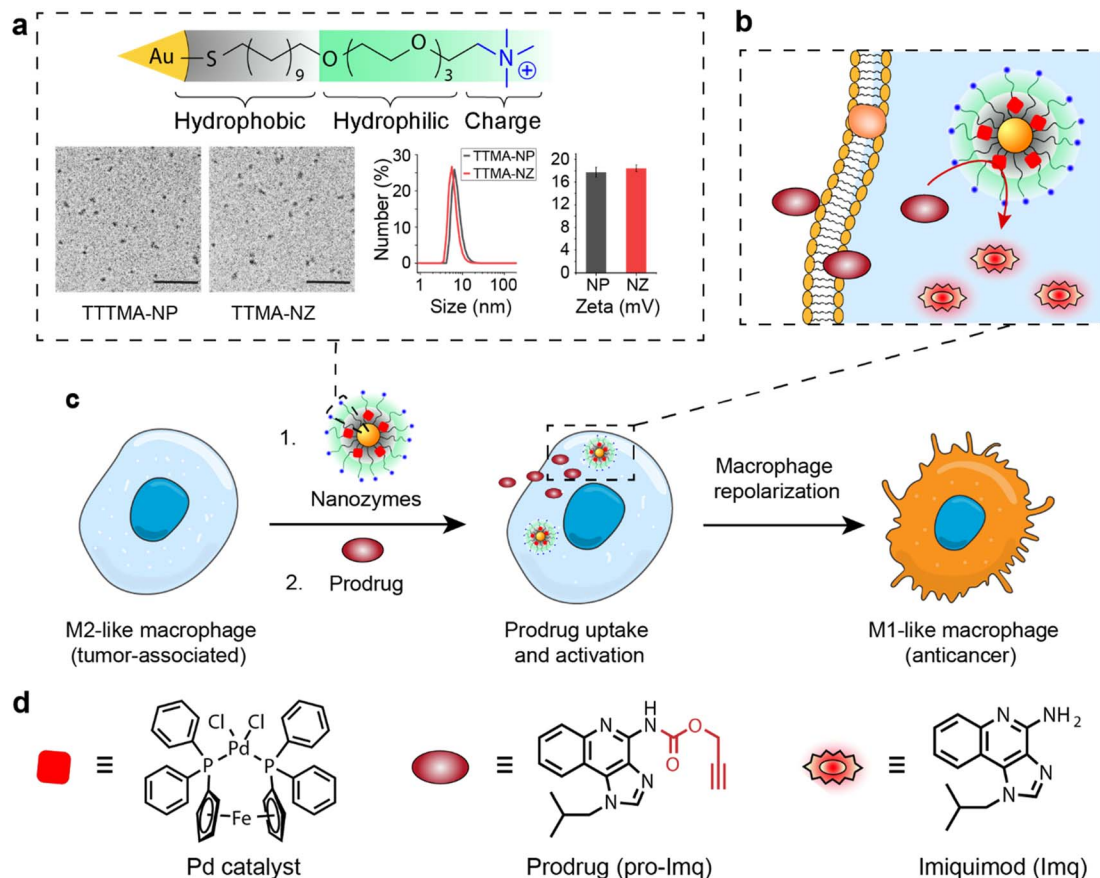 a
Au S 9 O O 3 N ⊕
Hydrophobic Hydrophilic Charge
TTTMA-NP TTMA-NZ
Number (%)
30
20
10
0
1 10 100
Size (nm)
TTMA-NP
TTMA-NZ
20
16
12
8
4
0
NP NZ
Zeta (mV)
b
c
1.
Nanozymes
2. Prodrug
Macrophage
repolarization
M2-like macrophage
(tumor-associated)
Prodrug uptake
and activation
M1-like macrophage
(anticancer)
d
≡
Cl Cl
Pd
P P
Fe
Pd catalyst
≡
N H N O O
N N
Prodrug (pro-Imq)
≡
N NH2
N N
Imiquimod (Imq)